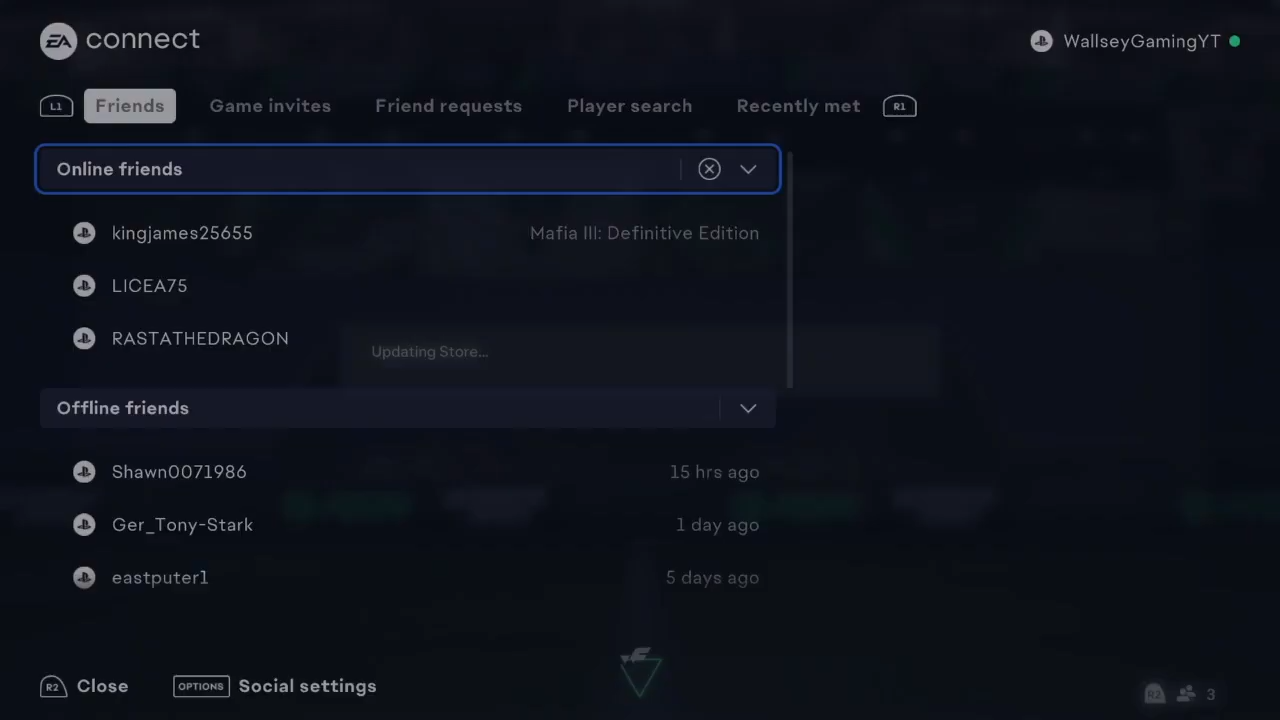 EA connect
WallseyGamingYT
L1 Friends Game invites Friend requests Player search Recently met R1
Online friends
kingjames25655 Mafia III: Definitive Edition
LICEA75
RASTATHEDRAGON
Updating Store...
Offline friends
Shawn0071986 15 hrs ago
Ger_Tony-Stark 1 day ago
eastputer1 5 days ago
R2 Close OPTIONS Social settings
R2 3